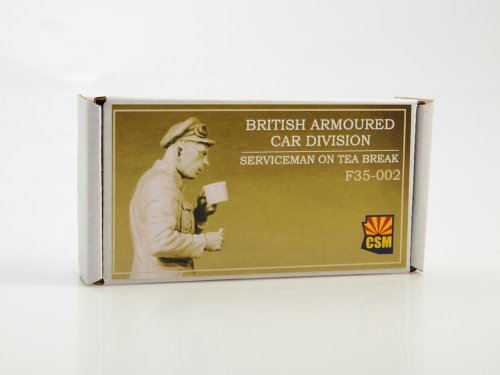 BRITISH ARMOURED
CAR DIVISION
SERVICEMAN ON TEA BREAK
F35-002
CSM